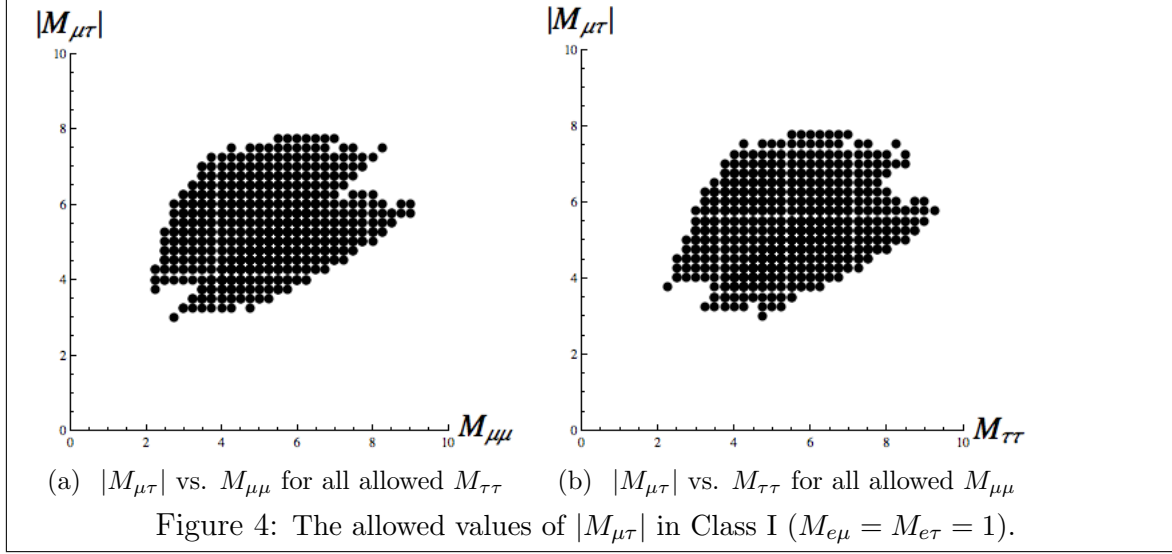 |M_{μτ}|
10
8
6
4
2
0
0 2 4 6 8 10
M_{μμ}
|M_{μτ}|
10
8
6
4
2
0
0 2 4 6 8 10
M_{ττ}
(a) |M_{μτ}| vs. M_{μμ} for all allowed M_{ττ}
(b) |M_{μτ}| vs. M_{ττ} for all allowed M_{μμ}
Figure 4: The allowed values of |M_{μτ}| in Class I (M_{eμ} = M_{eτ} = 1).